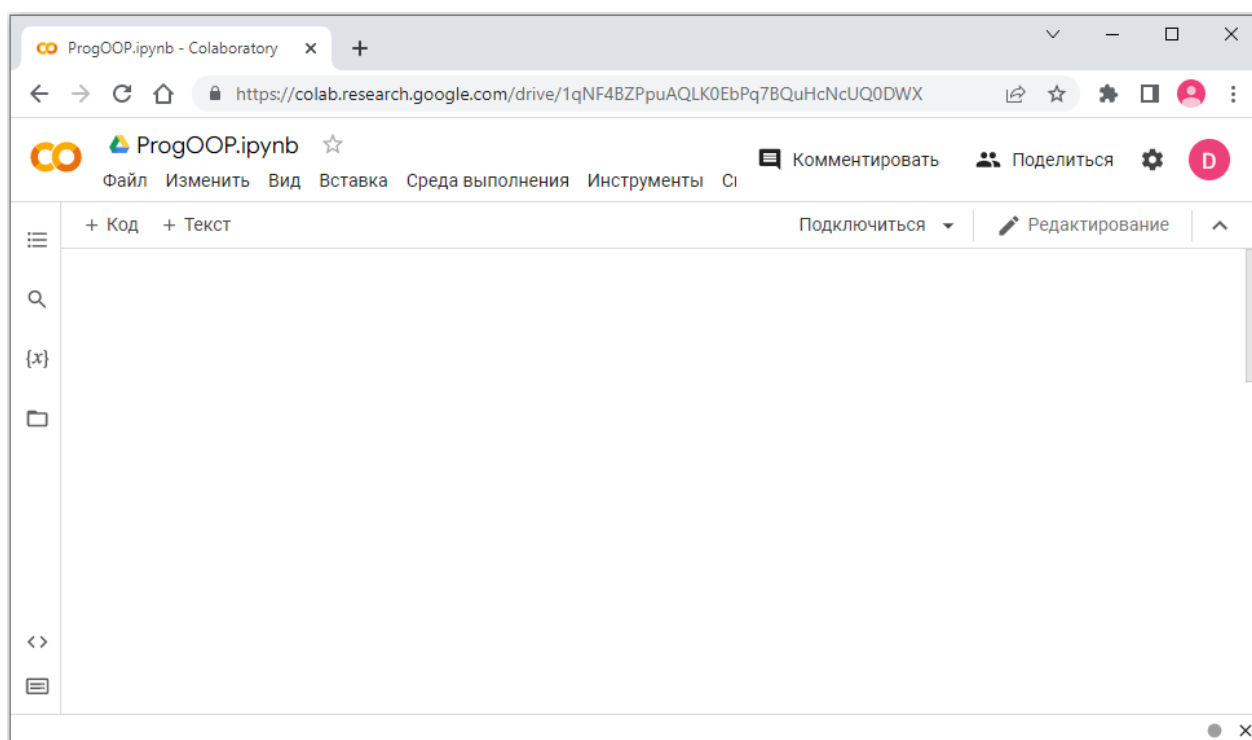 ProgOOP.ipynb - Colaboratory
https://colab.research.google.com/drive/1qNF4BZPpuAQLK0EbPq7BQuHcNcUQ0DWX
ProgOOP.ipynb
Файл Изменить Вид Вставка Среда выполнения Инструменты
Комментировать Поделиться D
+ Код + Текст Подключиться Редактирование
{x}